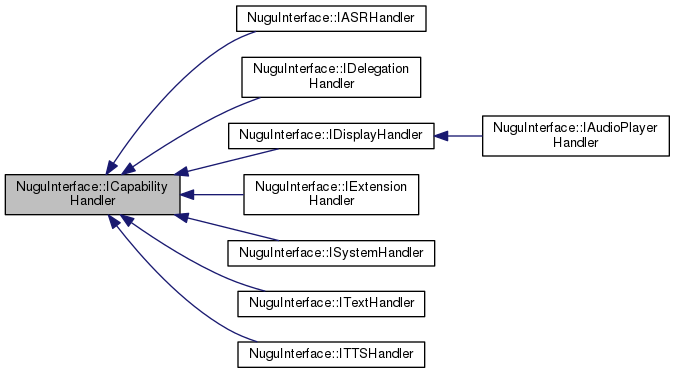 NuguInterface::IASRHandler
NuguInterface::IDelegation
Handler
NuguInterface::IDisplayHandler
NuguInterface::IAudioPlayer
Handler
NuguInterface::ICapability
Handler
NuguInterface::IExtension
Handler
NuguInterface::ISystemHandler
NuguInterface::ITextHandler
NuguInterface::ITTSHandler